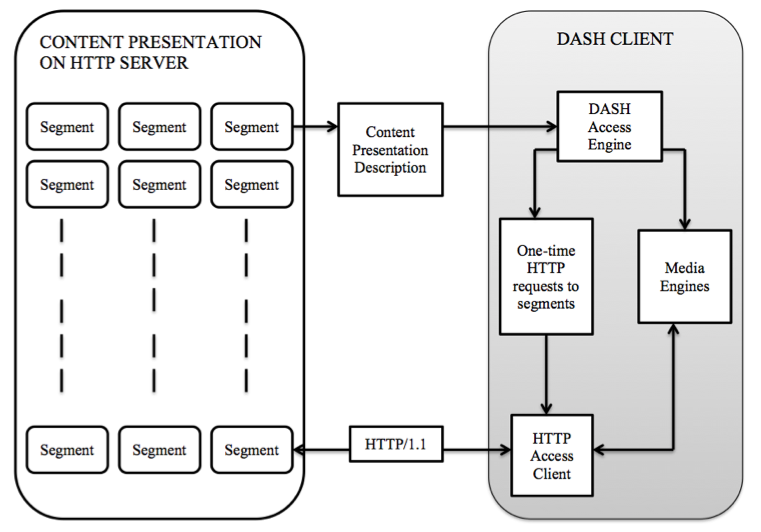 CONTENT PRESENTATION
ON HTTP SERVER
Segment Segment Segment
Segment Segment Segment
Segment Segment Segment
Content
Presentation
Description
HTTP/1.1
DASH CLIENT
DASH
Access
Engine
One-time
HTTP
requests to
segments
Media
Engines
HTTP
Access
Client